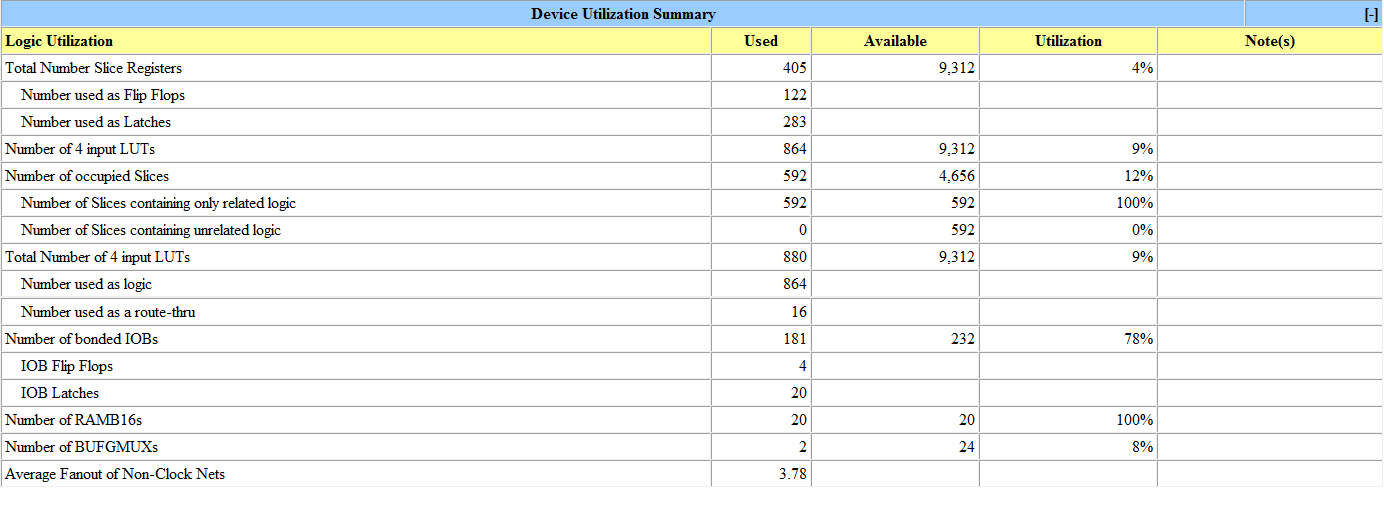 Device Utilization Summary [-]
Logic Utilization Used Available Utilization Note(s)
Total Number Slice Registers 405 9,312 4%
Number used as Flip Flops 122
Number used as Latches 283
Number of 4 input LUTs 864 9,312 9%
Number of occupied Slices 592 4,656 12%
Number of Slices containing only related logic 592 592 100%
Number of Slices containing unrelated logic 0 592 0%
Total Number of 4 input LUTs 880 9,312 9%
Number used as logic 864
Number used as a route-thru 16
Number of bonded IOBs 181 232 78%
IOB Flip Flops 4
IOB Latches 20
Number of RAMB16s 20 20 100%
Number of BUFGMUXs 2 24 8%
Average Fanout of Non-Clock Nets 3.78